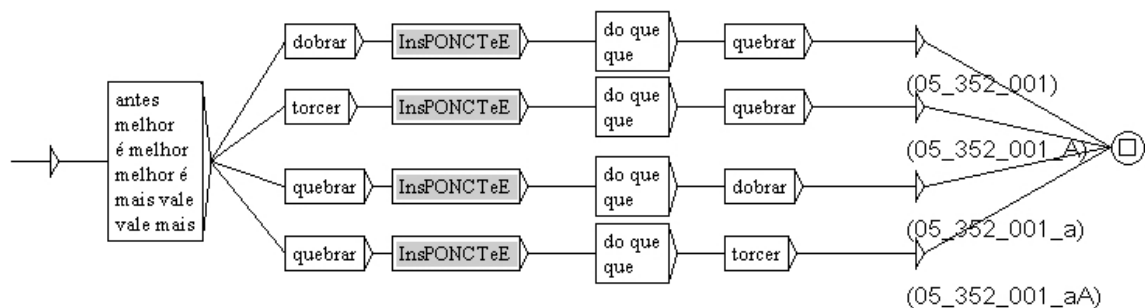 antes
melhor
é melhor
melhor é
mais vale
vale mais
dobrar
InsPONCTeE
do que
que
quebrar
(05_352_001)
torcer
InsPONCTeE
do que
que
quebrar
(05_352_001_A)
quebrar
InsPONCTeE
do que
que
dobrar
(05_352_001_a)
quebrar
InsPONCTeE
do que
que
torcer
(05_352_001_aA)